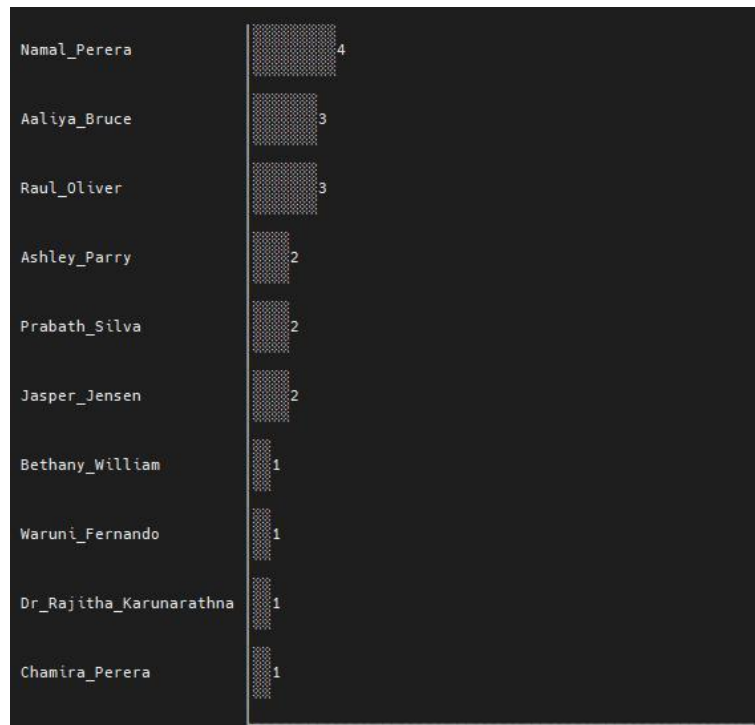 Namal_Perera 4
Aaliya_Bruce 3
Raul_Oliver 3
Ashley_Parry 2
Prabath_Silva 2
Jasper_Jensen 2
Bethany_William 1
Waruni_Fernando 1
Dr_Rajitha_Karunarathna 1
Chamira_Perera 1